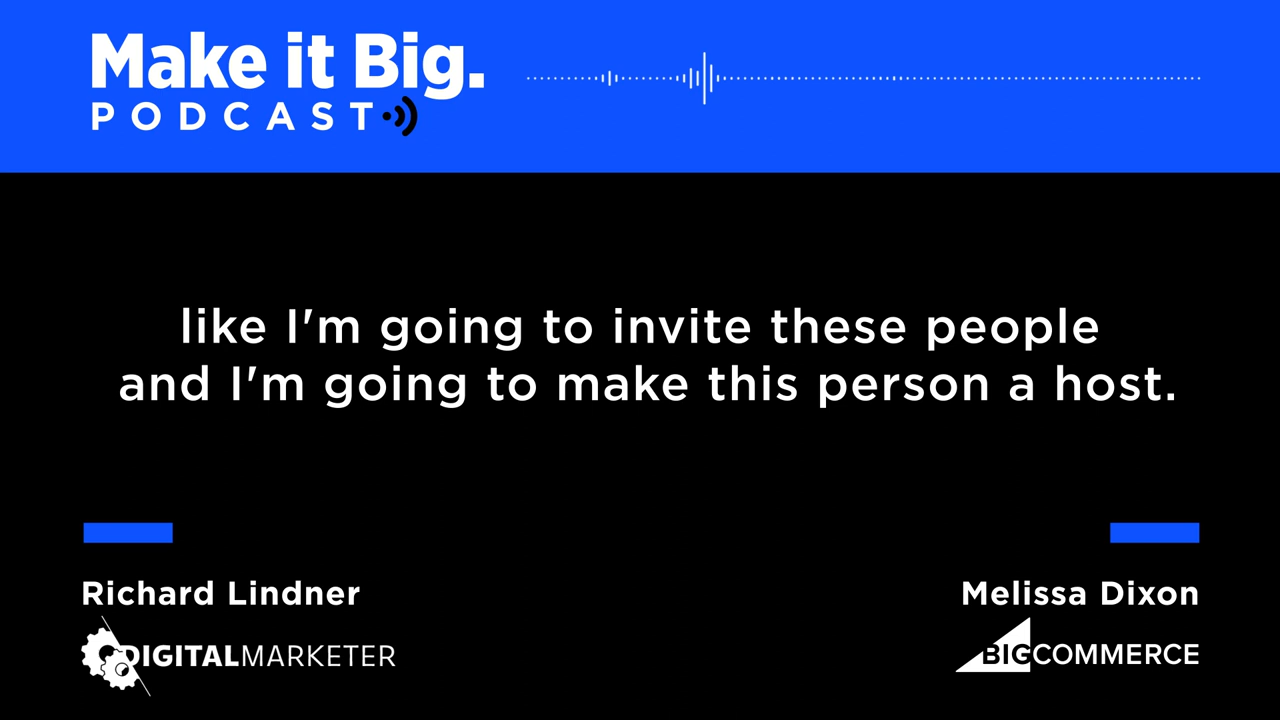 Make it Big.
PODCAST
like I'm going to invite these people
and I'm going to make this person a host.
Richard Lindner
DIGITALMARKETER
Melissa Dixon
BIGCOMMERCE